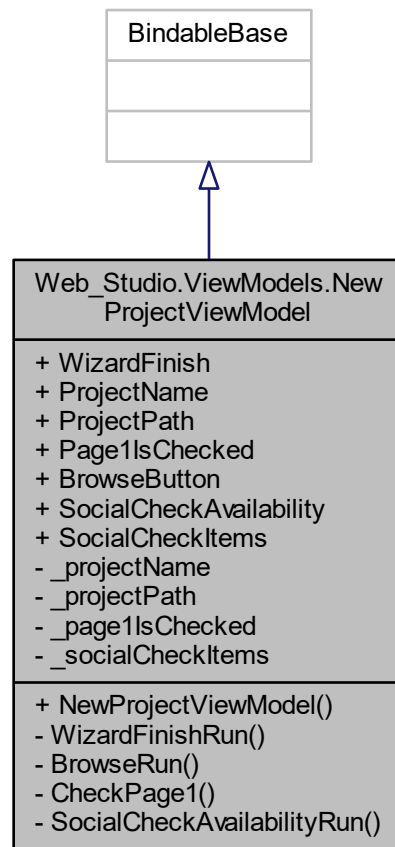 BindableBase
Web_Studio.ViewModels.New
ProjectViewModel
+ WizardFinish
+ ProjectName
+ ProjectPath
+ Page1IsChecked
+ BrowseButton
+ SocialCheckAvailability
+ SocialCheckItems
- _projectName
- _projectPath
- _page1IsChecked
- _socialCheckItems
+ NewProjectViewModel()
- WizardFinishRun()
- BrowseRun()
- CheckPage1()
- SocialCheckAvailabilityRun()